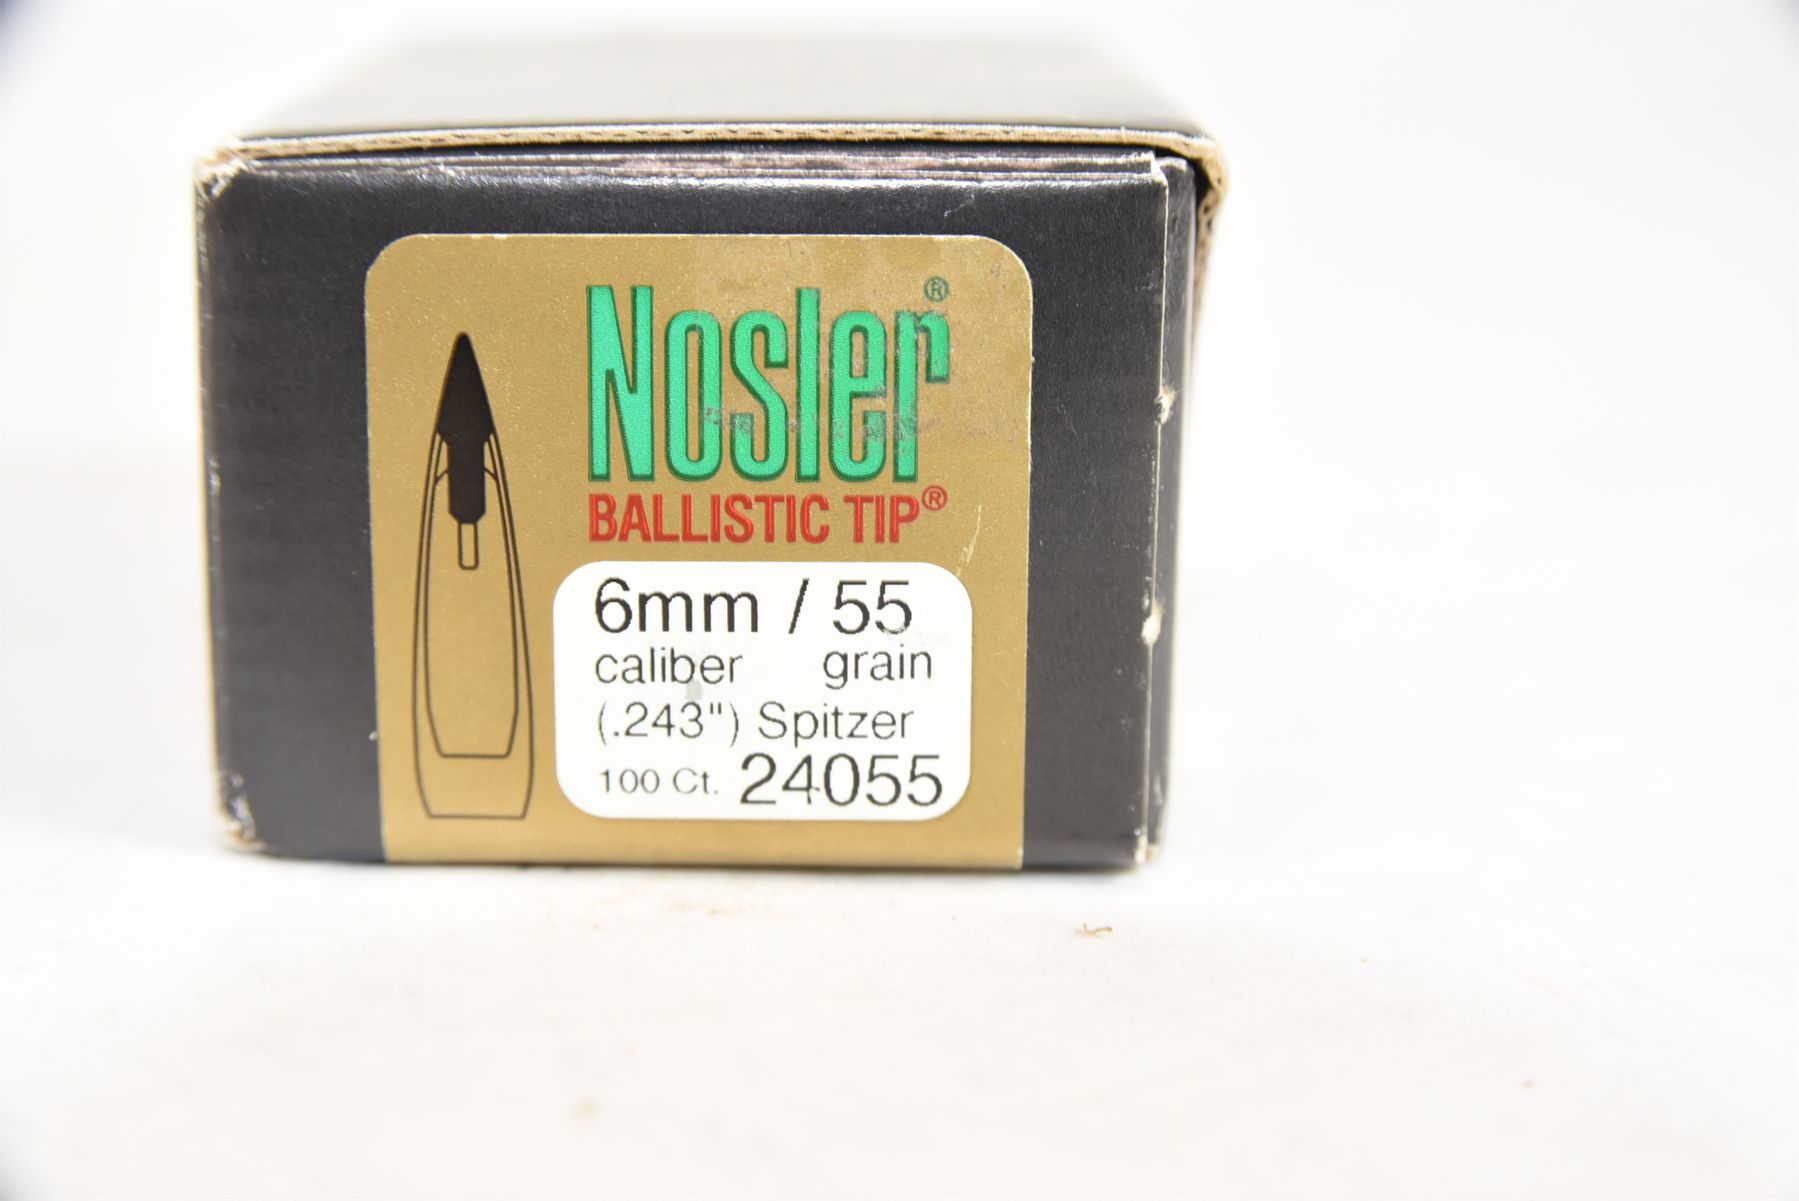 Nosler®
BALLISTIC TIP®
6mm / 55
caliber grain
(.243") Spitzer
100 Ct. 24055